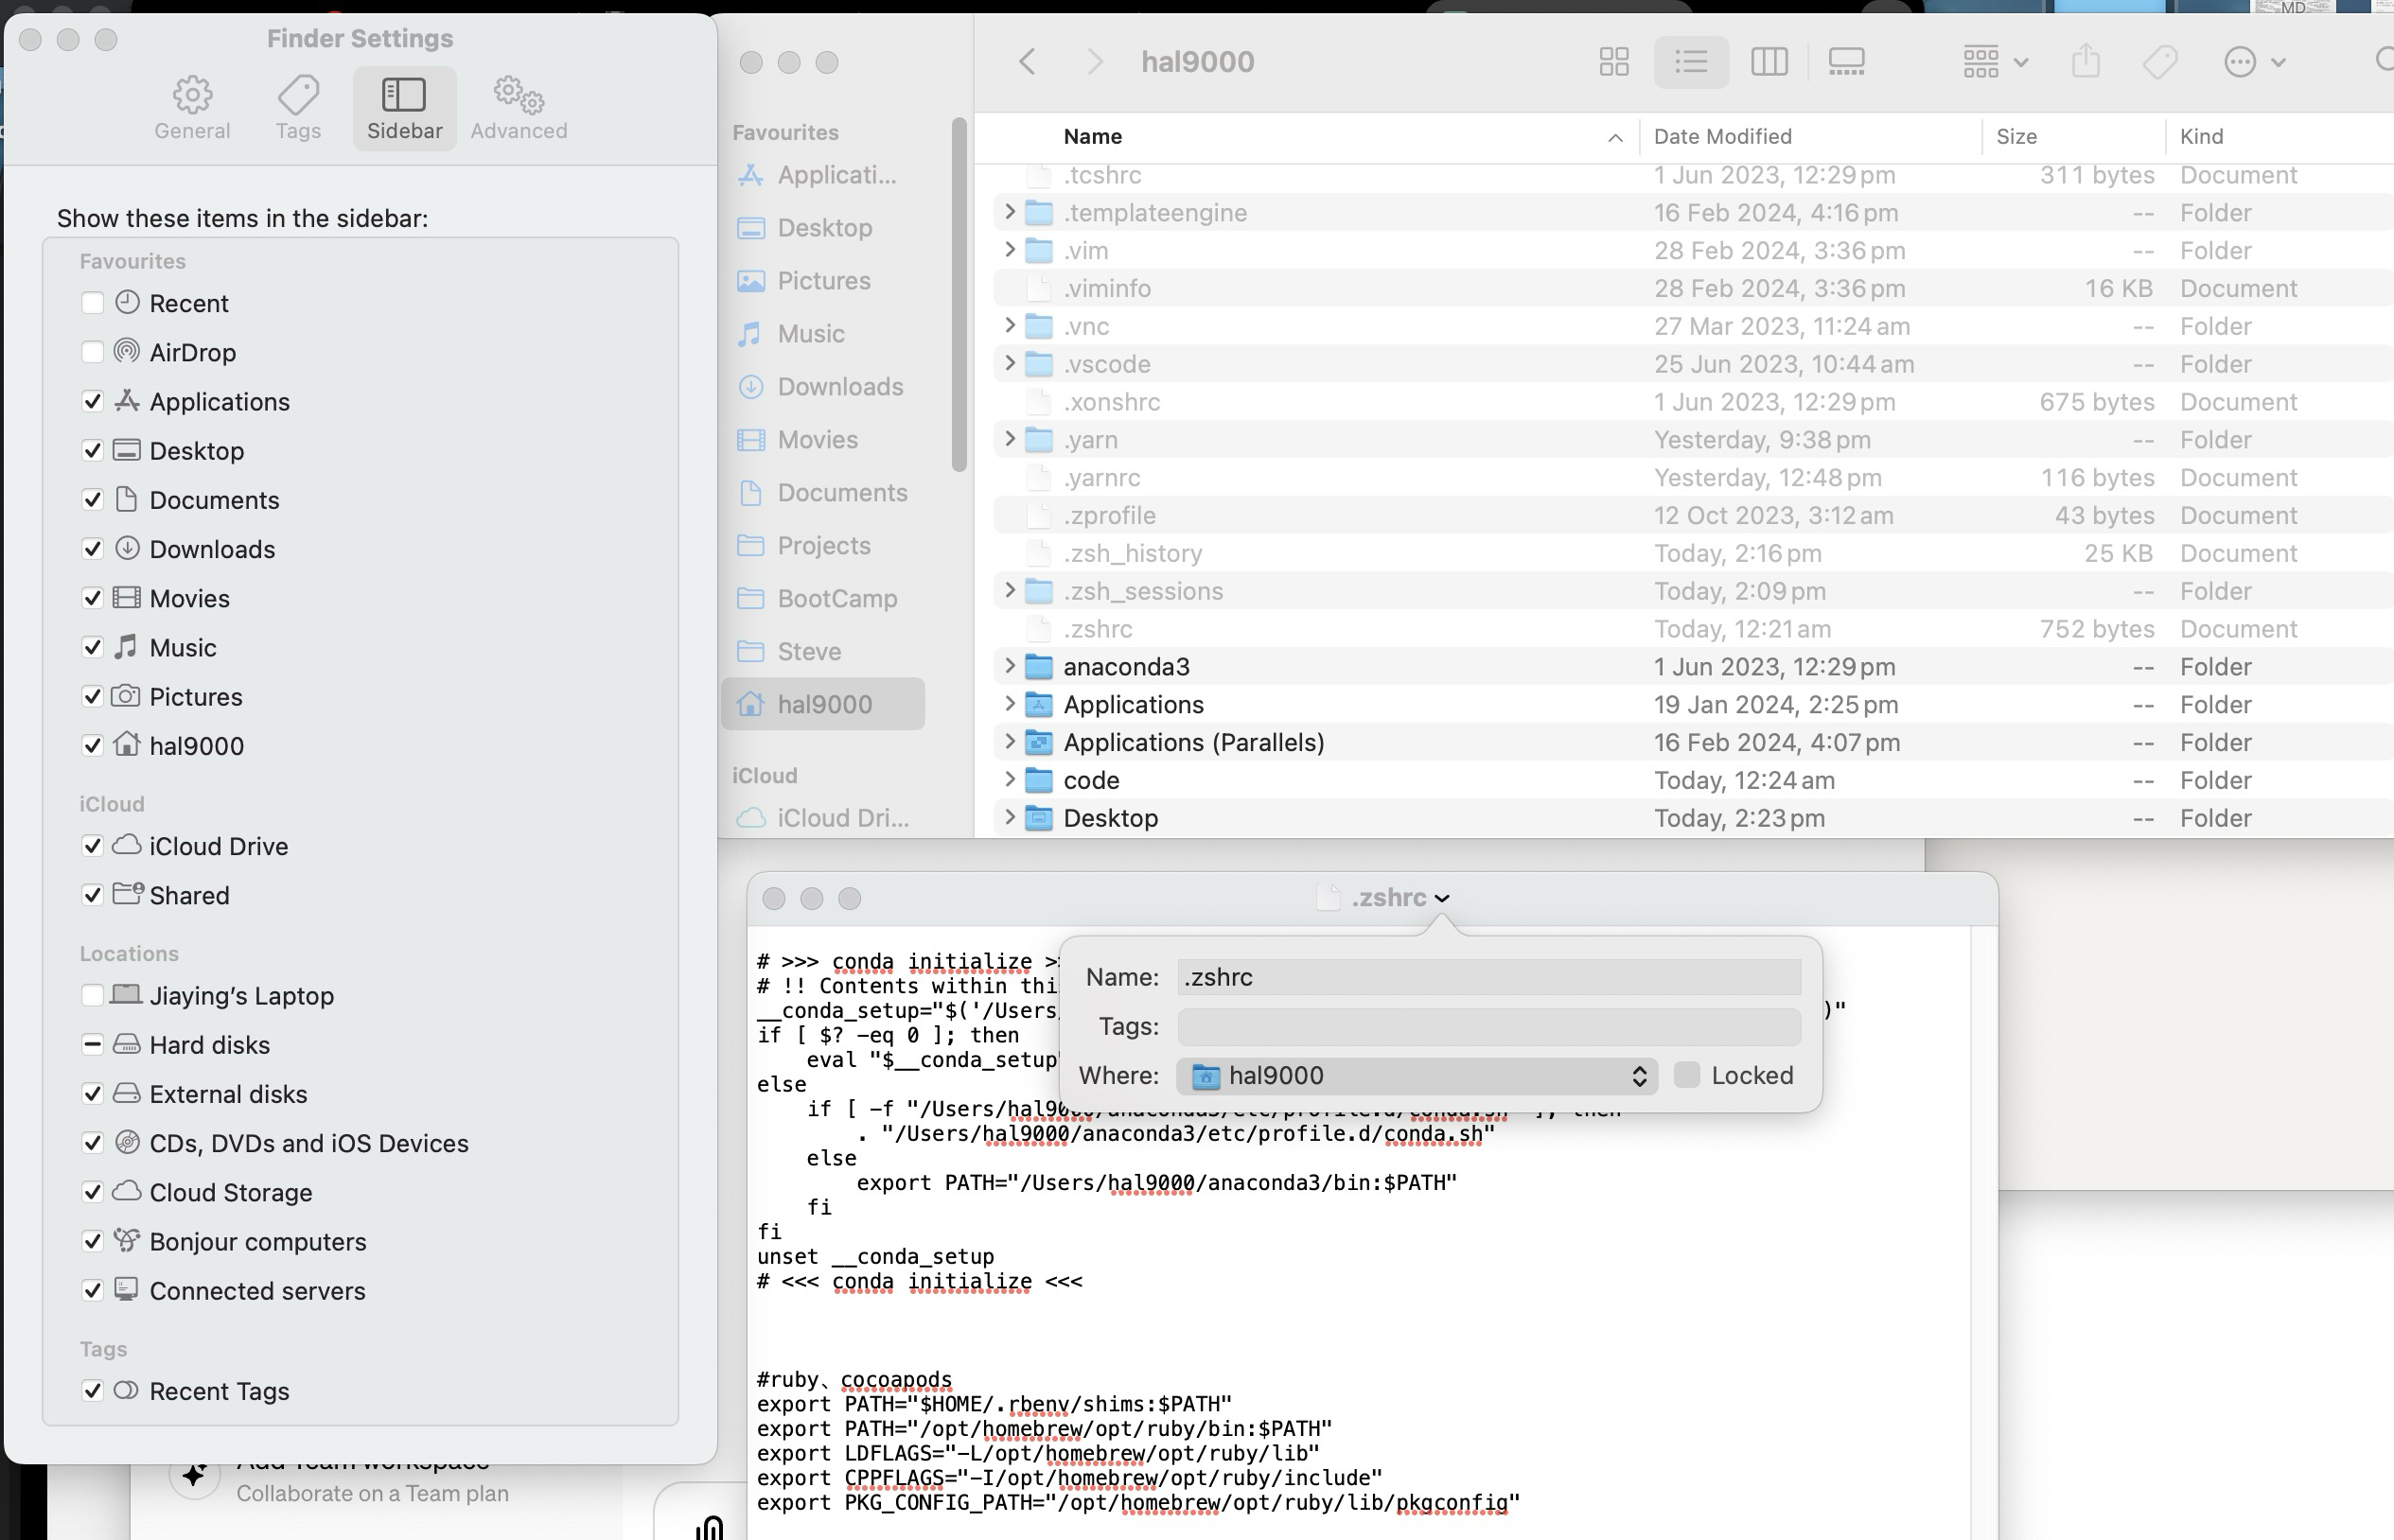 Finder Settings
General
Tags
Sidebar
Advanced
Show these items in the sidebar:
Favourites
Recent
AirDrop
Applications
Desktop
Documents
Downloads
Movies
Music
Pictures
hal9000
iCloud
iCloud Drive
Shared
Locations
Jiaying’s Laptop
Hard disks
External disks
CDs, DVDs and iOS Devices
Cloud Storage
Bonjour computers
Connected servers
Tags
Recent Tags
Collaborate on a Team plan
MD
Favourites
Applicati...
Desktop
Pictures
Music
Downloads
Movies
Documents
Projects
BootCamp
Steve
hal9000
iCloud
iCloud Dri...
hal9000
Name Date Modified Size Kind
.tcshrc 1 Jun 2023, 12:29 pm 311 bytes Document
.templateengine 16 Feb 2024, 4:16 pm -- Folder
.vim 28 Feb 2024, 3:36 pm -- Folder
.viminfo 28 Feb 2024, 3:36 pm 16 KB Document
.vnc 27 Mar 2023, 11:24 am -- Folder
.vscode 25 Jun 2023, 10:44 am -- Folder
.xonshrc 1 Jun 2023, 12:29 pm 675 bytes Document
.yarn Yesterday, 9:38 pm -- Folder
.yarnrc Yesterday, 12:48 pm 116 bytes Document
.zprofile 12 Oct 2023, 3:12 am 43 bytes Document
.zsh_history Today, 2:16 pm 25 KB Document
.zsh_sessions Today, 2:09 pm -- Folder
.zshrc Today, 12:21 am 752 bytes Document
anaconda3 1 Jun 2023, 12:29 pm -- Folder
Applications 19 Jan 2024, 2:25 pm -- Folder
Applications (Parallels) 16 Feb 2024, 4:07 pm -- Folder
code Today, 12:24 am -- Folder
Desktop Today, 2:23 pm -- Folder
.zshrc
Name: .zshrc
Tags:
Where: hal9000 Locked
# >>> conda initialize >
# !! Contents within thi
__conda_setup="$('/Users )"
if [ $? -eq 0 ]; then
    eval "$__conda_setup"
else
    if [ -f "/Users/hal9000/anaconda3/etc/profile.d/conda.sh" ]; then
        . "/Users/hal9000/anaconda3/etc/profile.d/conda.sh"
    else
        export PATH="/Users/hal9000/anaconda3/bin:$PATH"
    fi
fi
unset __conda_setup
# <<< conda initialize <<<
#ruby、cocoapods
export PATH="$HOME/.rbenv/shims:$PATH"
export PATH="/opt/homebrew/opt/ruby/bin:$PATH"
export LDFLAGS="-L/opt/homebrew/opt/ruby/lib"
export CPPFLAGS="-I/opt/homebrew/opt/ruby/include"
export PKG_CONFIG_PATH="/opt/homebrew/opt/ruby/lib/pkgconfig"